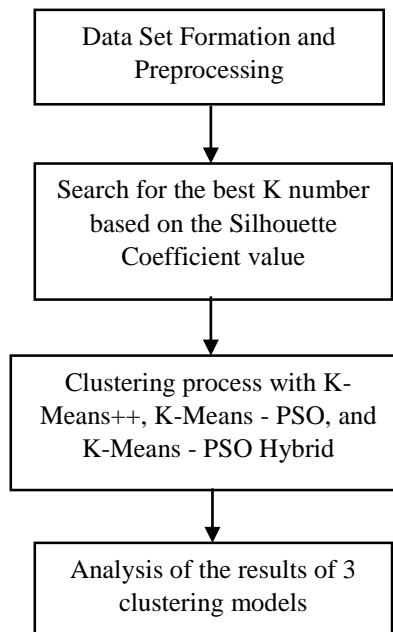 Data Set Formation and
Preprocessing
Search for the best K number
based on the Silhouette
Coefficient value
Clustering process with K-
Means++, K-Means - PSO, and
K-Means - PSO Hybrid
Analysis of the results of 3
clustering models